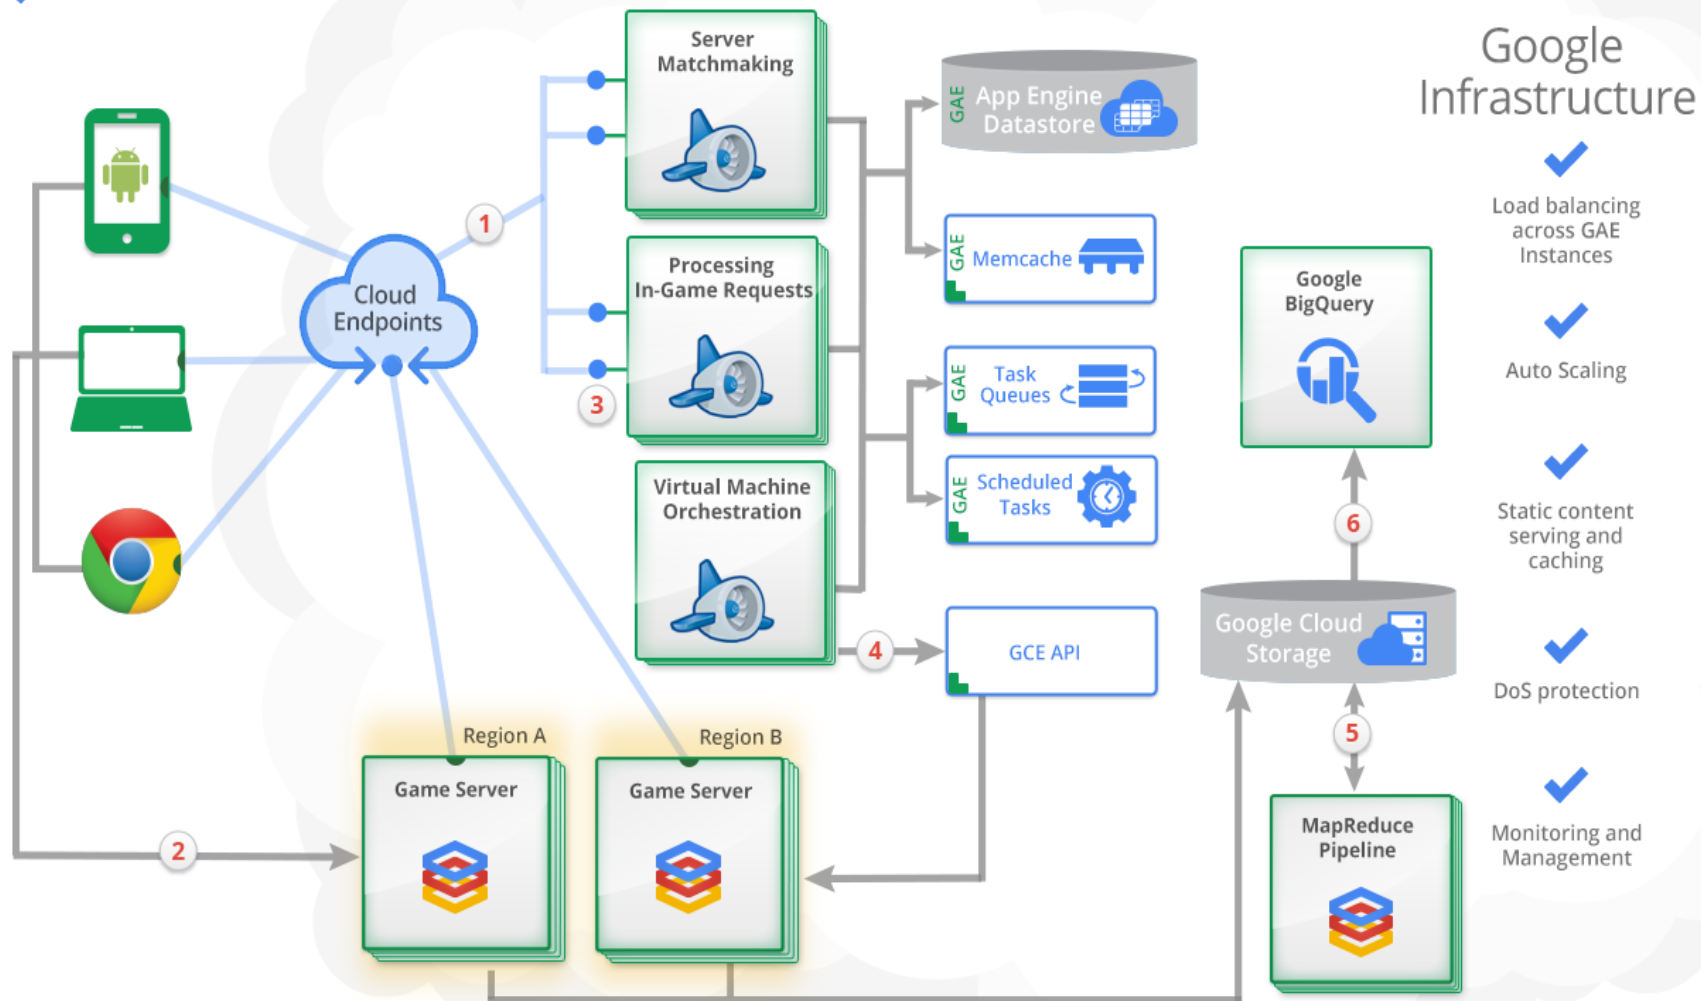 Google
Infrastructure
Server
Matchmaking
GAE
App Engine
Datastore
Load balancing
across GAE
Instances
1
Cloud
Endpoints
Processing
In-Game Requests
GAE
Memcache
Google
BigQuery
Auto Scaling
3
GAE
Task
Queues
GAE
Scheduled
Tasks
Virtual Machine
Orchestration
6
Static content
serving and
caching
4
GCE API
Google Cloud
Storage
DoS protection
5
Region A
Region B
Game Server
Game Server
2
MapReduce
Pipeline
Monitoring and
Management